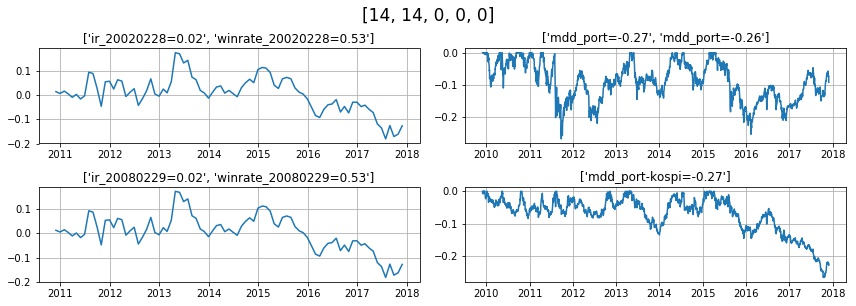 [14, 14, 0, 0, 0]
['ir_20020228=0.02', 'winrate_20020228=0.53']
0.1
0.0
−0.1
−0.2
2011 2012 2013 2014 2015 2016 2017 2018
['mdd_port=-0.27', 'mdd_port=-0.26']
0.0
−0.1
−0.2
2010 2011 2012 2013 2014 2015 2016 2017 2018
['ir_20080229=0.02', 'winrate_20080229=0.53']
0.1
0.0
−0.1
−0.2
2011 2012 2013 2014 2015 2016 2017 2018
['mdd_port-kospi=-0.27']
0.0
−0.1
−0.2
2010 2011 2012 2013 2014 2015 2016 2017 2018